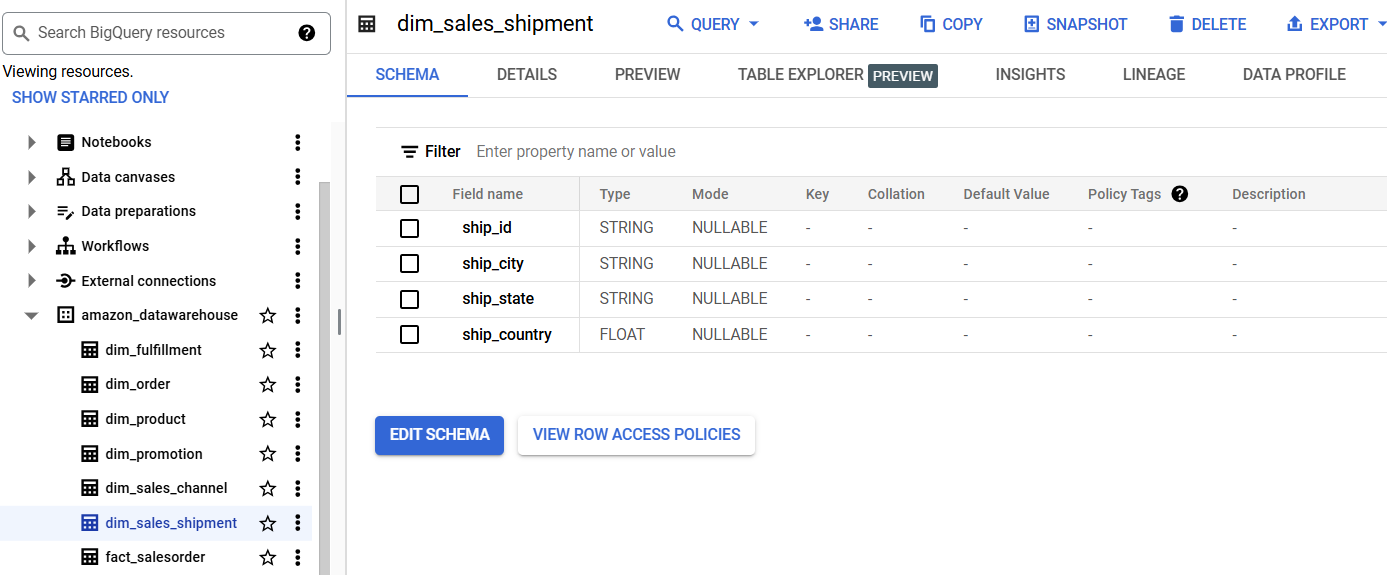 Search BigQuery resources
Viewing resources.
SHOW STARRED ONLY
Notebooks
Data canvases
Data preparations
Workflows
External connections
amazon_datawarehouse
dim_fulfillment
dim_order
dim_product
dim_promotion
dim_sales_channel
dim_sales_shipment
fact_salesorder
dim_sales_shipment QUERY SHARE COPY SNAPSHOT DELETE EXPORT
SCHEMA DETAILS PREVIEW TABLE EXPLORER PREVIEW INSIGHTS LINEAGE DATA PROFILE
Filter Enter property name or value
Field name Type Mode Key Collation Default Value Policy Tags ? Description
ship_id STRING NULLABLE - - - - -
ship_city STRING NULLABLE - - - - -
ship_state STRING NULLABLE - - - - -
ship_country FLOAT NULLABLE - - - - -
EDIT SCHEMA VIEW ROW ACCESS POLICIES